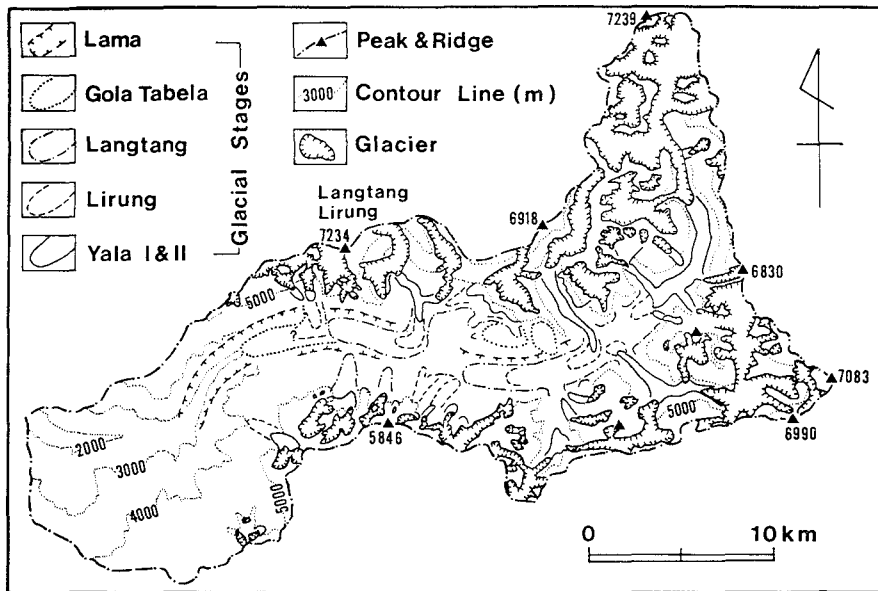 Lama
Gola Tabela
Langtang
Lirung
Yala I & II
Glacial Stages
Peak & Ridge
3000 Contour Line (m)
Glacier
Langtang
Lirung
7234
7239
6918
6830
7083
6990
5846
5000
?
2000
3000
4000
5000
5000
0 10 km